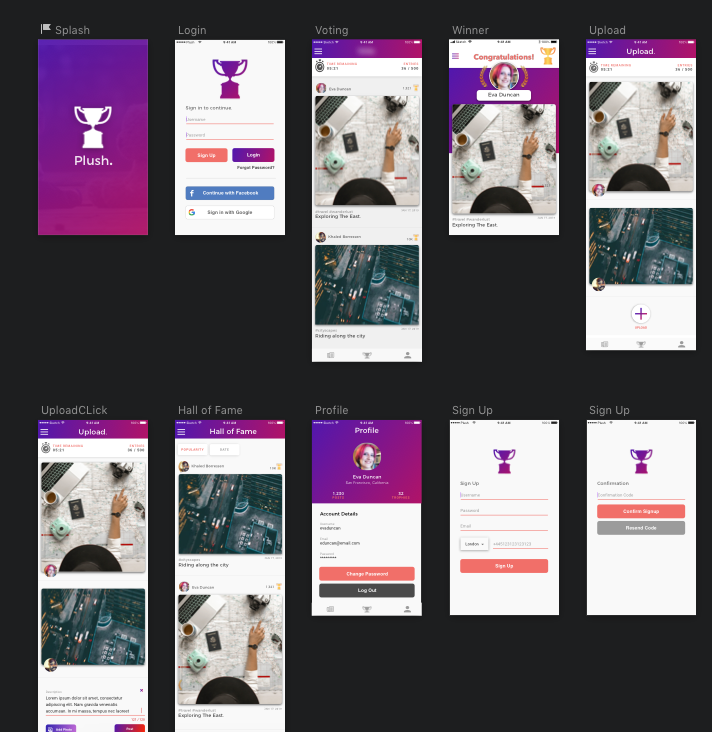 Splash
Login
Voting
Winner
Upload
Plush.
Sign in to continue
Username
Password
Sign Up
Login
Forgot Password?
Continue with Facebook
Sign in with Google
TIME REMAINING
ENTRIES
05:21
36 / 500
Eva Duncan
Exploring The East.
Khaled Bennesen
Riding along the city
Congratulations!
Eva Duncan
Exploring The East.
Upload.
TIME REMAINING
ENTRIES
05:21
36 / 500
UPLOAD
UploadCLick
Hall of Fame
Profile
Sign Up
Sign Up
Upload.
TIME REMAINING
ENTRIES
05:21
36 / 500
Lorem ipsum dolor sit amet, consectetur
adipiscing elit. Nam gravida venenatis
accumsan. In mi massa, tempus nec laoreet
Add Photo
Post
Hall of Fame
POPULARITY
DATE
Khaled Bennesen
Riding along the city
Eva Duncan
Exploring The East.
Profile
Eva Duncan
San Francisco, California
1,230
32
Account Details
Username
evaduncan
Email
eduncan@email.com
Password
Change Password
Log Out
Sign Up
Username
Password
Email
London
Sign Up
Confirmation
Confirmation Code
Confirm Signup
Resend Code